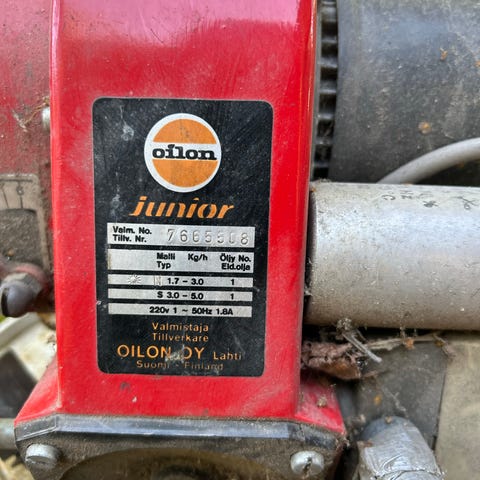 oilon
junior
Valm. No.
Tillv. Nr. 7665508
Malli Kg/h Öljy No.
Typ Eld.olja
1.7 – 3.0 1
S 3.0 – 5.0 1
220v 1 ~ 50Hz 1.8A
Valmistaja
Tillverkare
OILON OY Lahti
Suomi - Finland